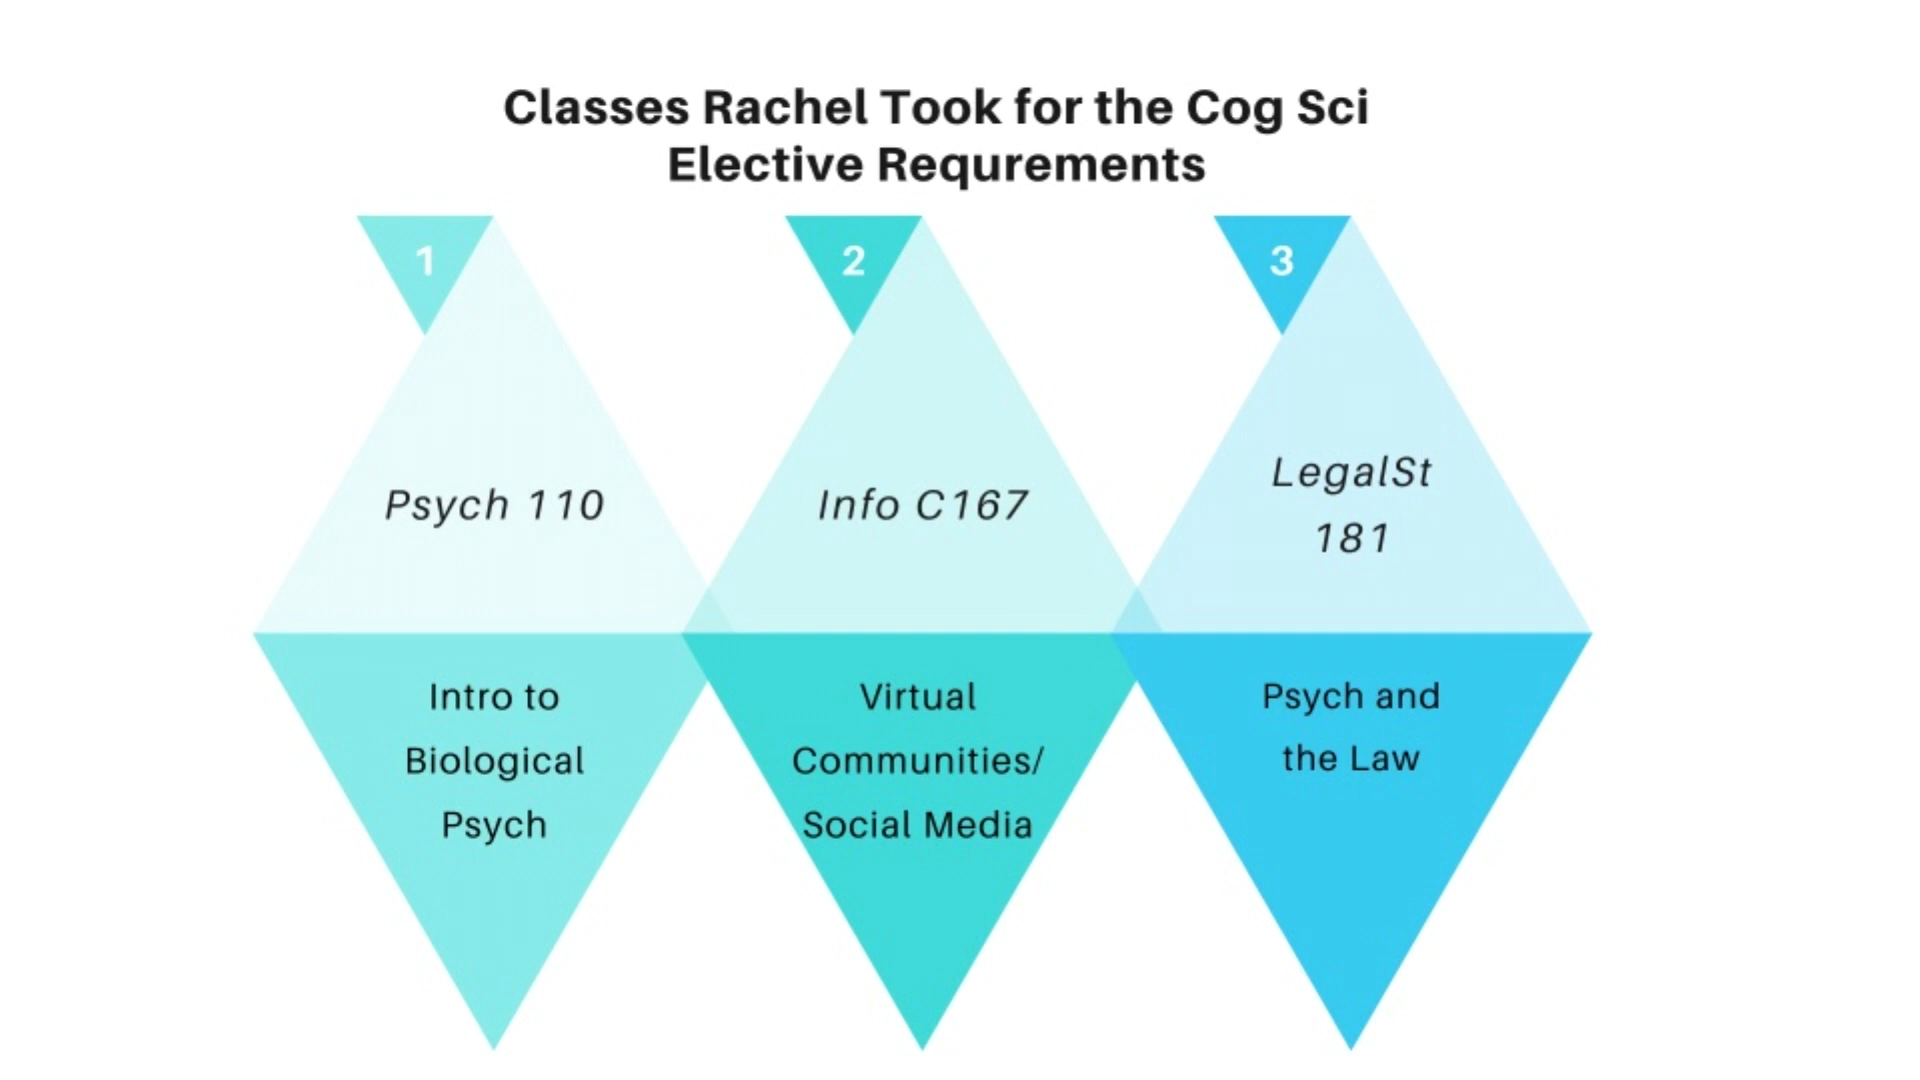 Classes Rachel Took for the Cog Sci
Elective Requrements
1
Psych 110
Intro to
Biological
Psych
2
Info C167
Virtual
Communities/
Social Media
3
LegalSt
181
Psych and
the Law